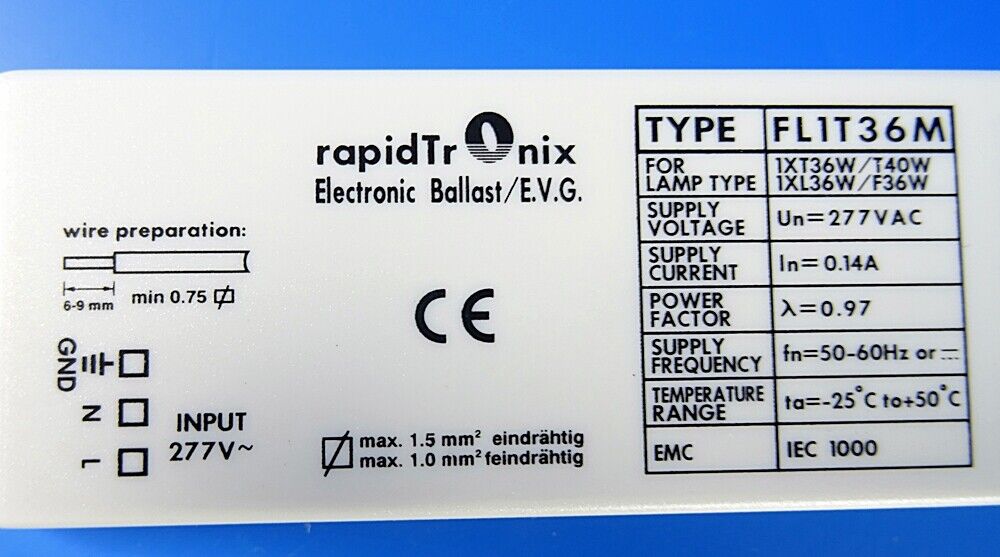 rapidTrOnix
Electronic Ballast/E.V.G.
wire preparation:
6-9 mm min 0.75
GND
N
L
INPUT
277V~
CE
max. 1.5 mm² eindrähtig
max. 1.0 mm² feindrähtig
TYPE FL1T36M
FOR LAMP TYPE 1XT36W/T40W
1XL36W/F36W
SUPPLY VOLTAGE Un=277VAC
SUPPLY CURRENT In=0.14A
POWER FACTOR λ=0.97
SUPPLY FREQUENCY fn=50-60Hz or ⎓
TEMPERATURE RANGE ta=-25°C to+50°C
EMC IEC 1000